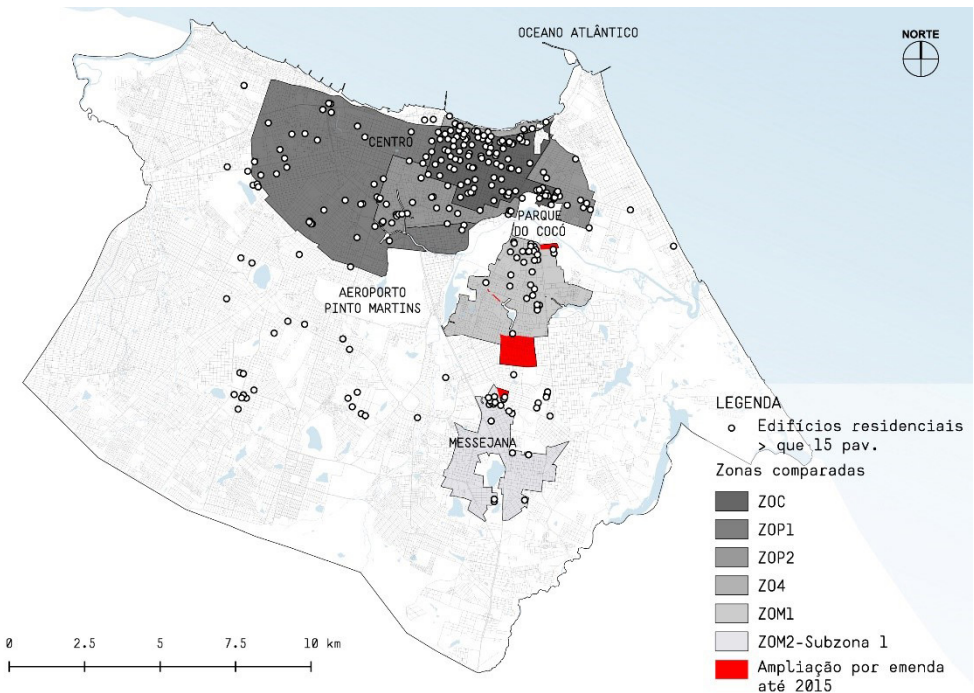 OCEANO ATLÂNTICO
NORTE
CENTRO
PARQUE
DO COCÓ
AEROPORTO
PINTO MARTINS
MESSEJANA
LEGENDA
Edifícios residenciais
> que 15 pav.
Zonas comparadas
ZOC
ZOP1
ZOP2
ZO4
ZOM1
ZOM2-Subzona 1
Ampliação por emenda
até 2015
0 2.5 5 7.5 10 km